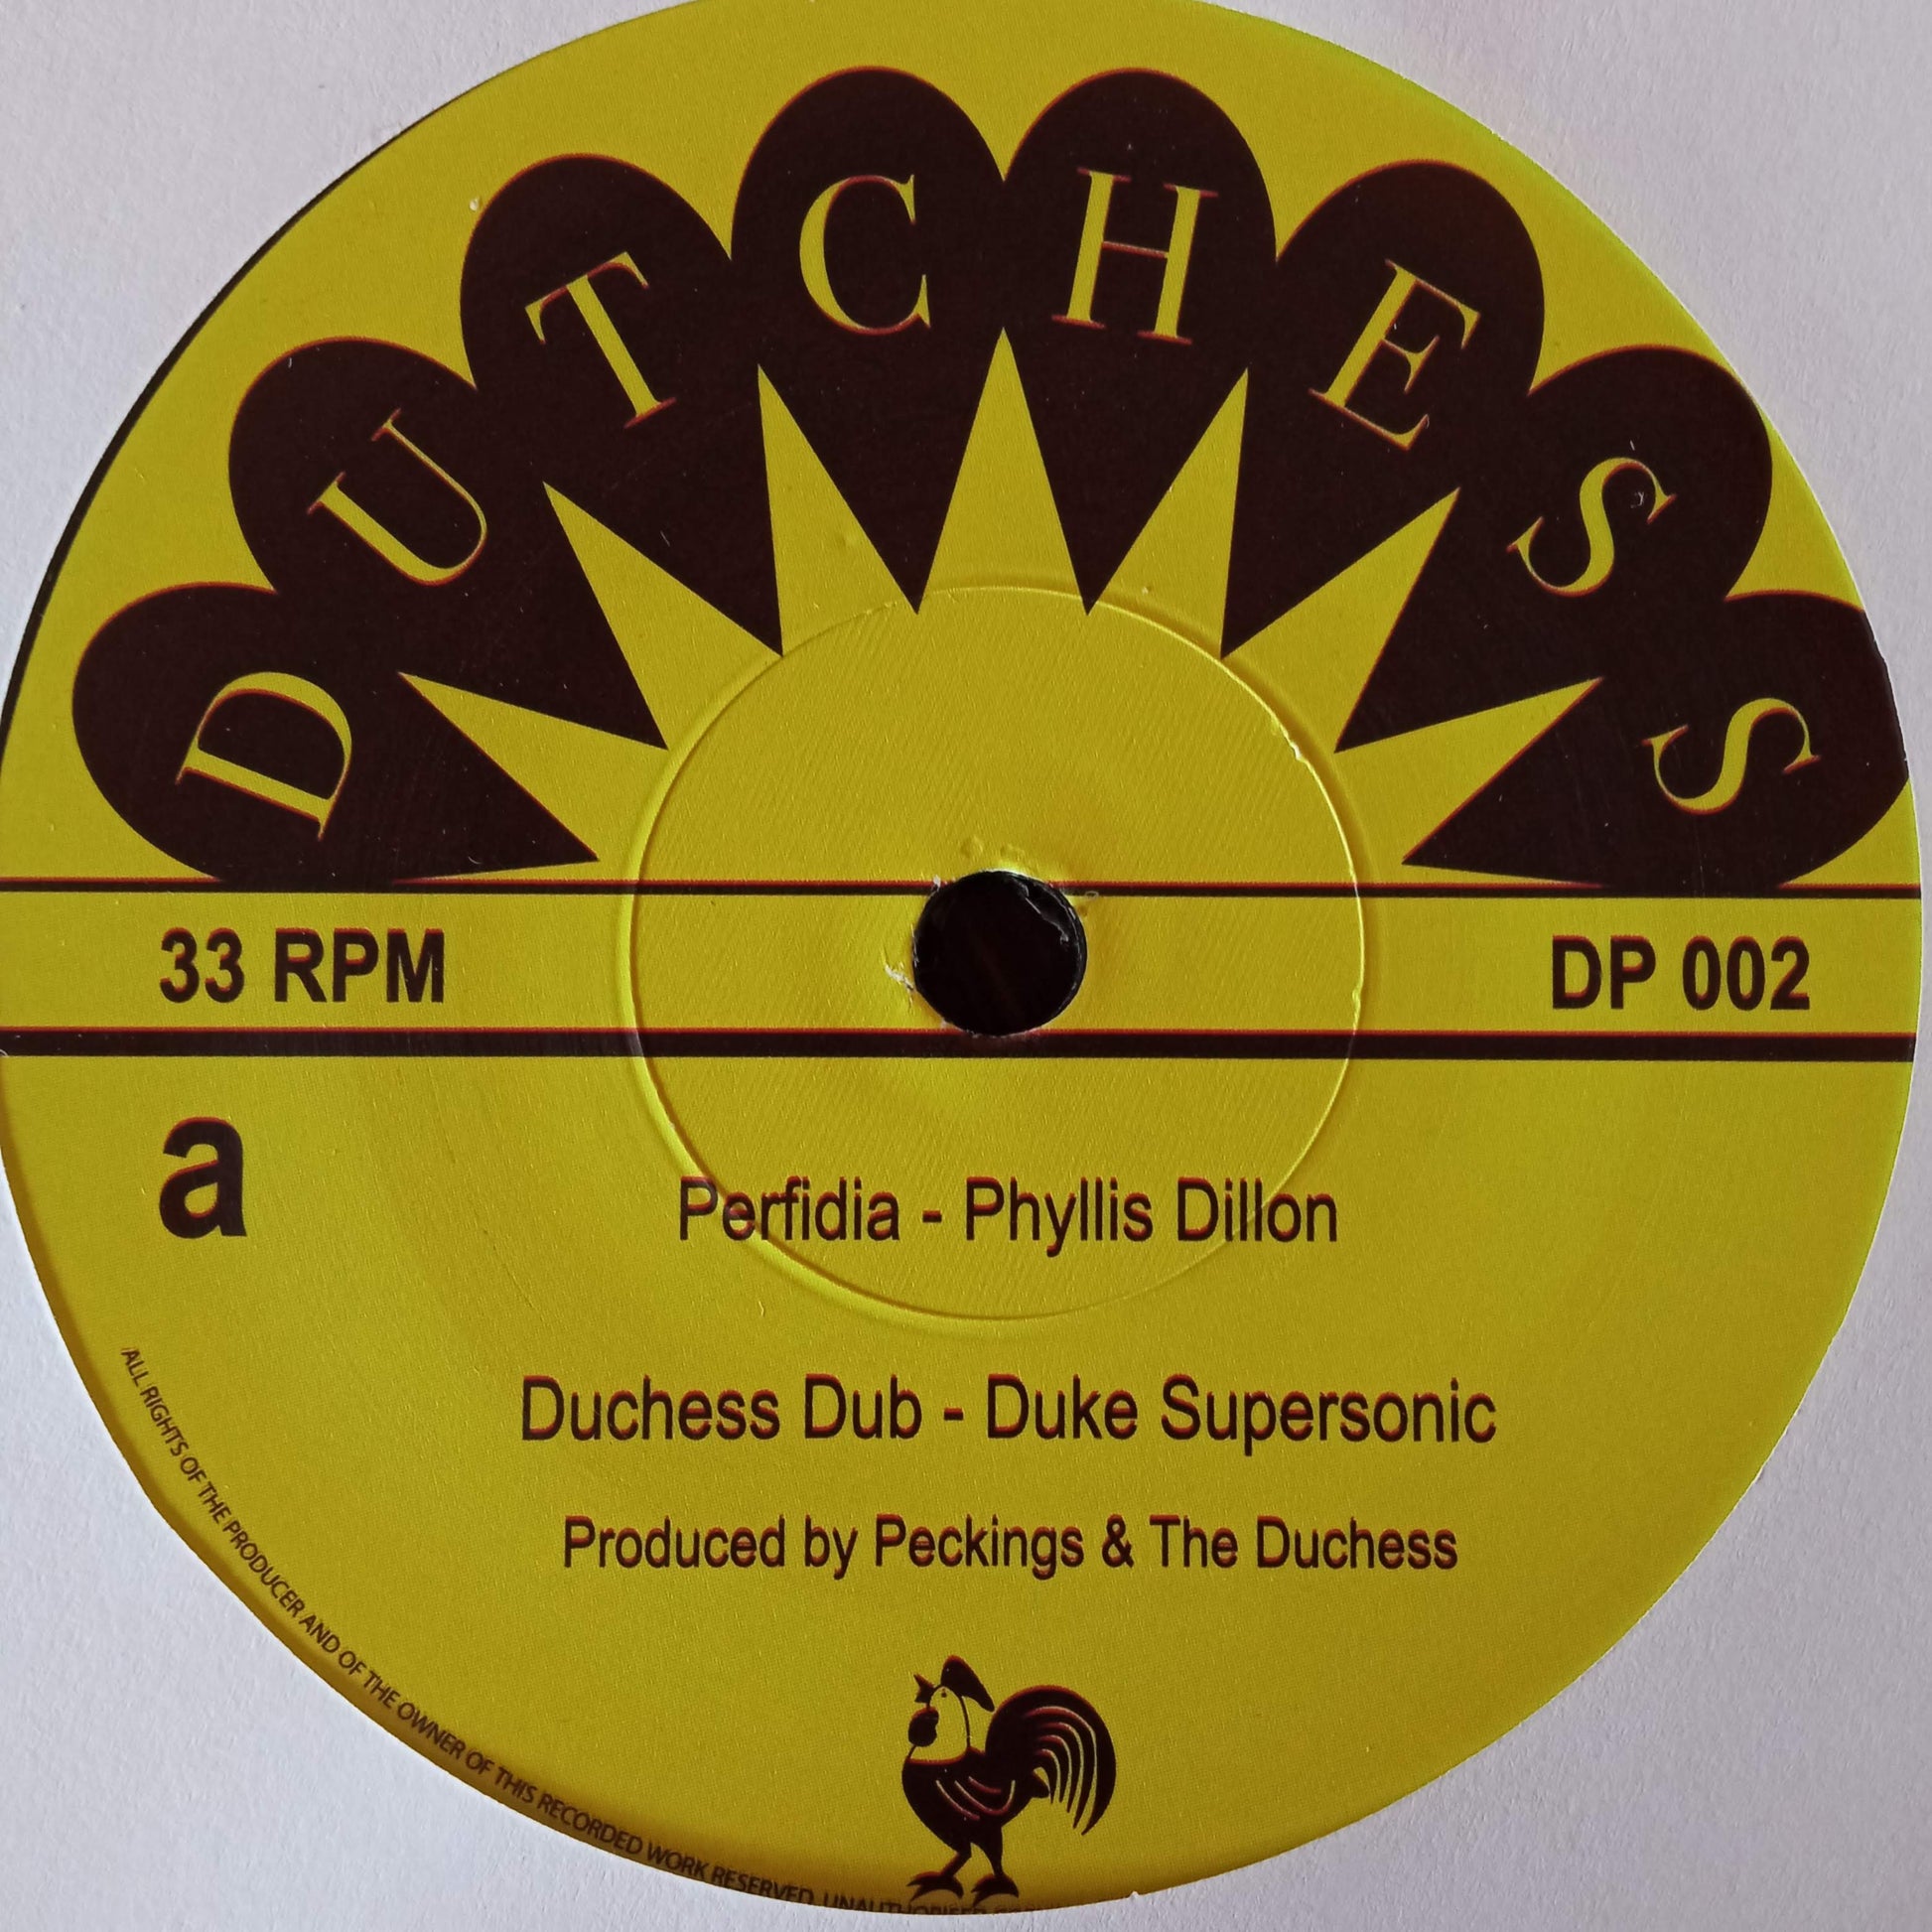 DUTCHESS
33 RPM
DP 002
a
Perfidia - Phyllis Dillon
Duchess Dub - Duke Supersonic
Produced by Peckings & The Duchess
ALL RIGHTS OF THE PRODUCER AND OF THE OWNER OF THIS RECORDED WORK RESERVED. UNAUTHORISED